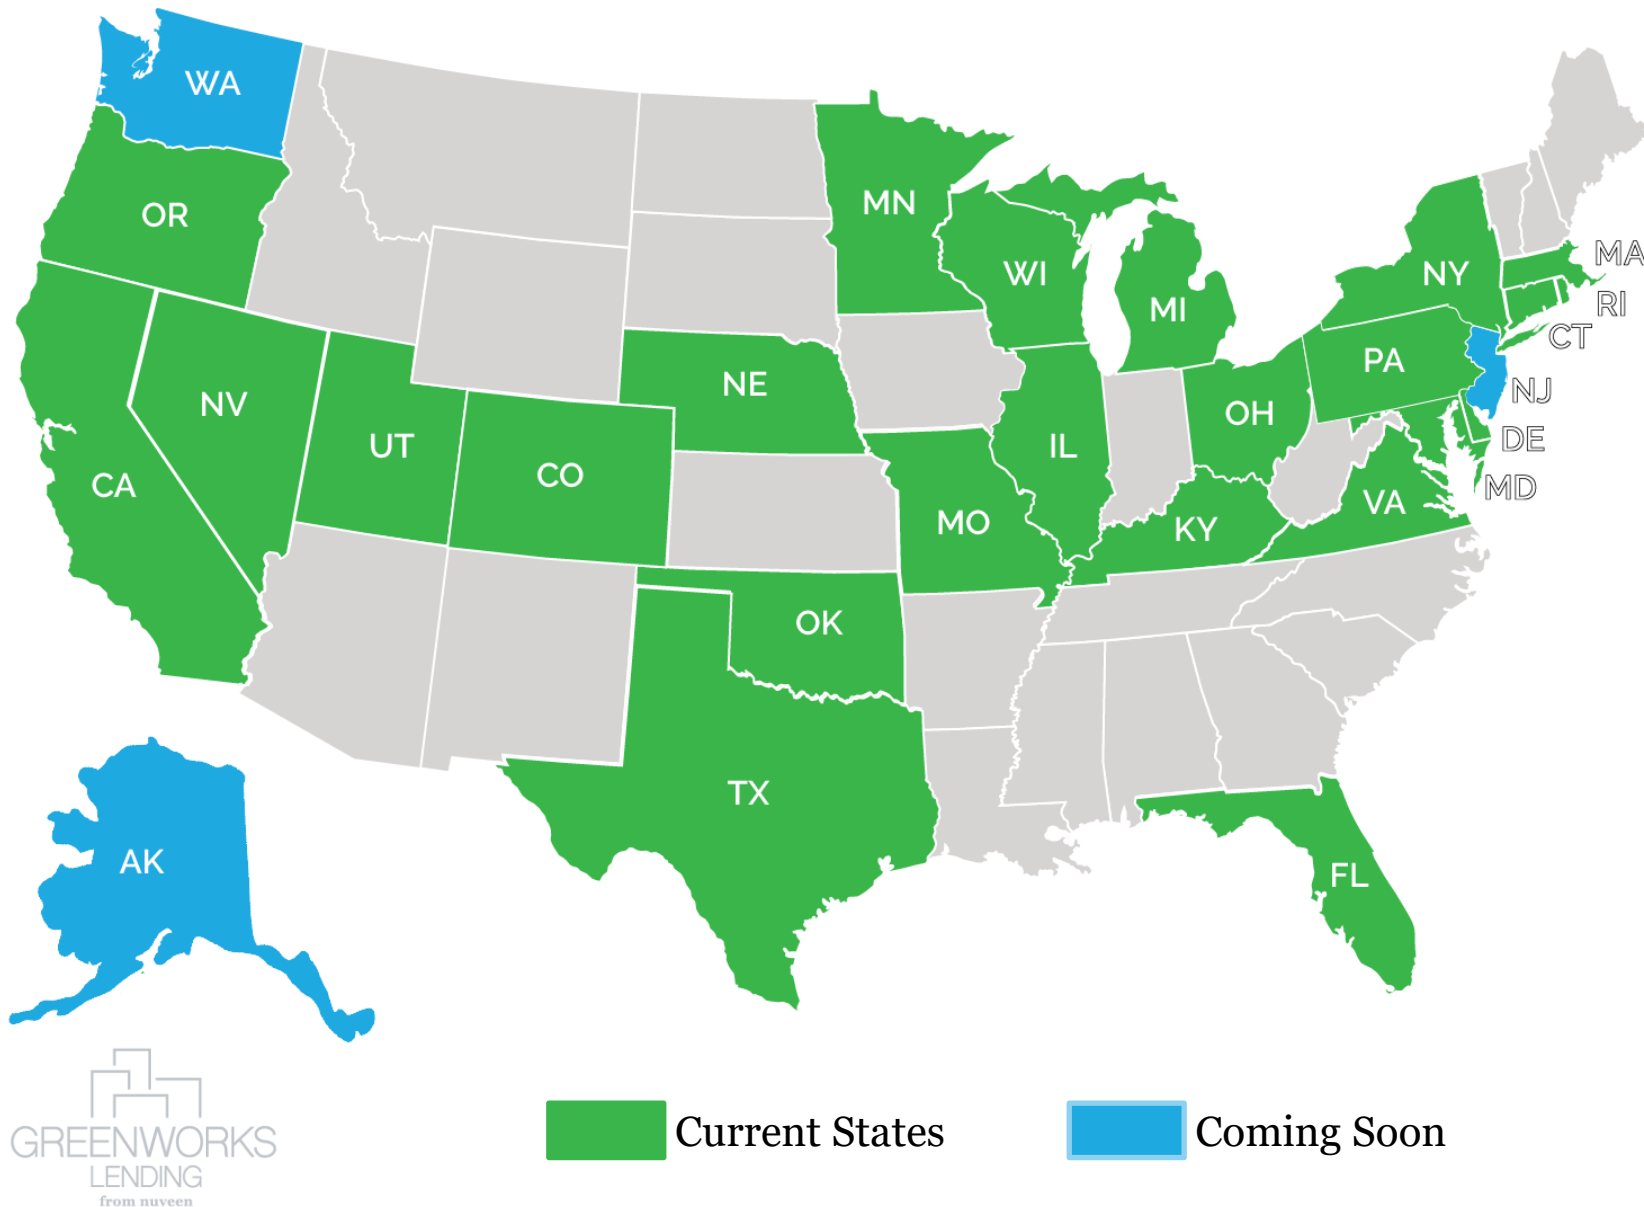 WA
OR
MN
WI
MI
NY
MA
RI
CT
PA
NJ
NV
UT
NE
CO
CA
IL
OH
DE
MD
MO
KY
VA
OK
TX
FL
AK
GREENWORKS
LENDING
from nuveen
Current States
Coming Soon